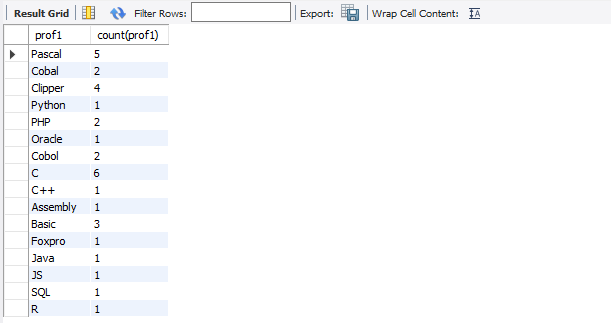 Result Grid Filter Rows: Export: Wrap Cell Content: IA
prof1 count(prof1)
Pascal 5
Cobal 2
Clipper 4
Python 1
PHP 2
Oracle 1
Cobol 2
C 6
C++ 1
Assembly 1
Basic 3
Foxpro 1
Java 1
JS 1
SQL 1
R 1